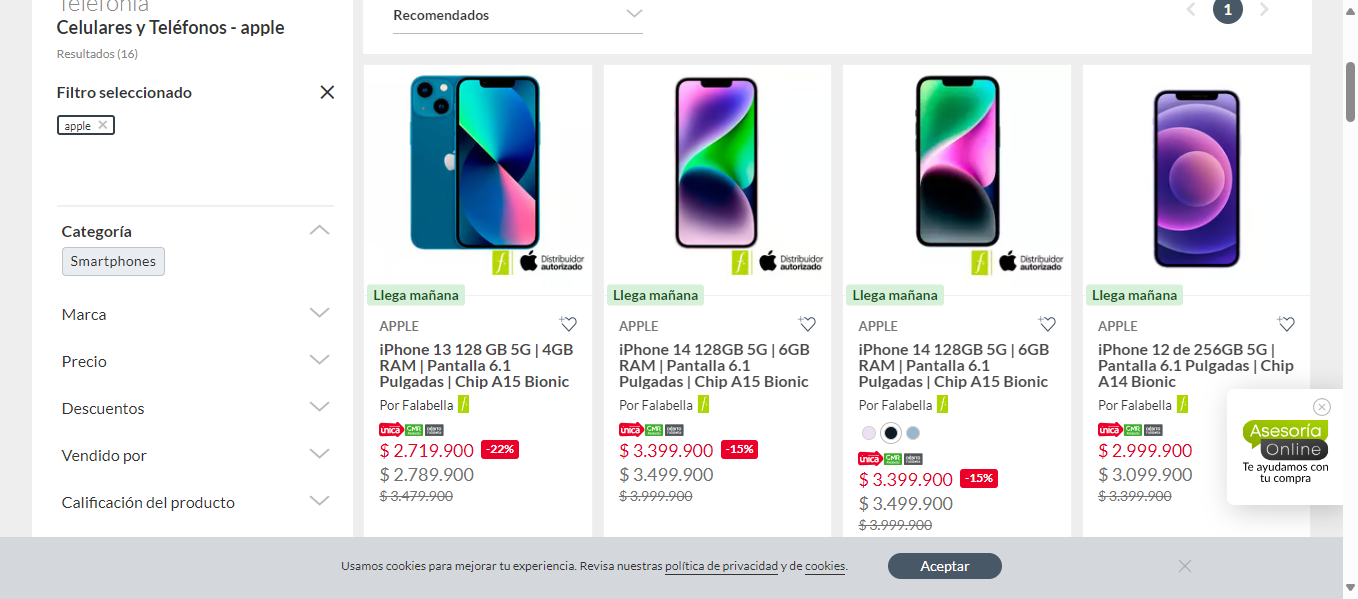 Telefonía
Celulares y Teléfonos - apple
Resultados (16)
Filtro seleccionado
apple
Categoría
Smartphones
Marca
Precio
Descuentos
Vendido por
Calificación del producto
Recomendados
1
Distribuidor
autorizado
Llega mañana
APPLE
iPhone 13 128 GB 5G | 4GB
RAM | Pantalla 6.1
Pulgadas | Chip A15 Bionic
Por Falabella
única CMR
$ 2.719.900 -22%
$ 2.789.900
$ 3.479.900
Distribuidor
autorizado
Llega mañana
APPLE
iPhone 14 128GB 5G | 6GB
RAM | Pantalla 6.1
Pulgadas | Chip A15 Bionic
Por Falabella
única CMR
$ 3.399.900 -15%
$ 3.499.900
$ 3.999.900
Distribuidor
autorizado
Llega mañana
APPLE
iPhone 14 128GB 5G | 6GB
RAM | Pantalla 6.1
Pulgadas | Chip A15 Bionic
Por Falabella
única CMR
$ 3.399.900 -15%
$ 3.499.900
$ 3.999.900
Llega mañana
APPLE
iPhone 12 de 256GB 5G |
Pantalla 6.1 Pulgadas | Chip
A14 Bionic
Por Falabella
única CMR
$ 2.999.900
$ 3.099.900
$ 3.399.900
Asesoría
Online
Te ayudamos con
tu compra
Usamos cookies para mejorar tu experiencia. Revisa nuestras política de privacidad y de cookies.
Aceptar